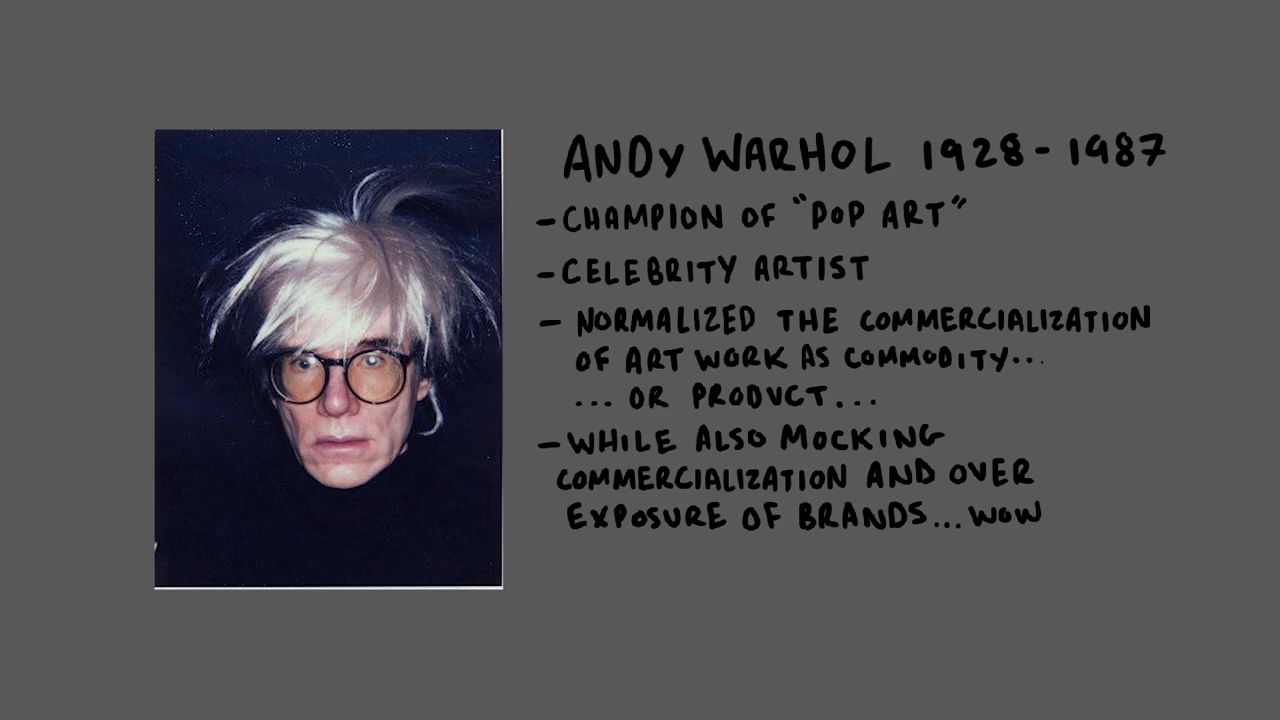 ANDY WARHOL 1928-1987
-CHAMPION OF "POP ART"
-CELEBRITY ARTIST
- NORMALIZED THE COMMERCIALIZATION
OF ART WORK AS COMMODITY...
... OR PRODUCT...
-WHILE ALSO MOCKING
COMMERCIALIZATION AND OVER
EXPOSURE OF BRANDS...WOW